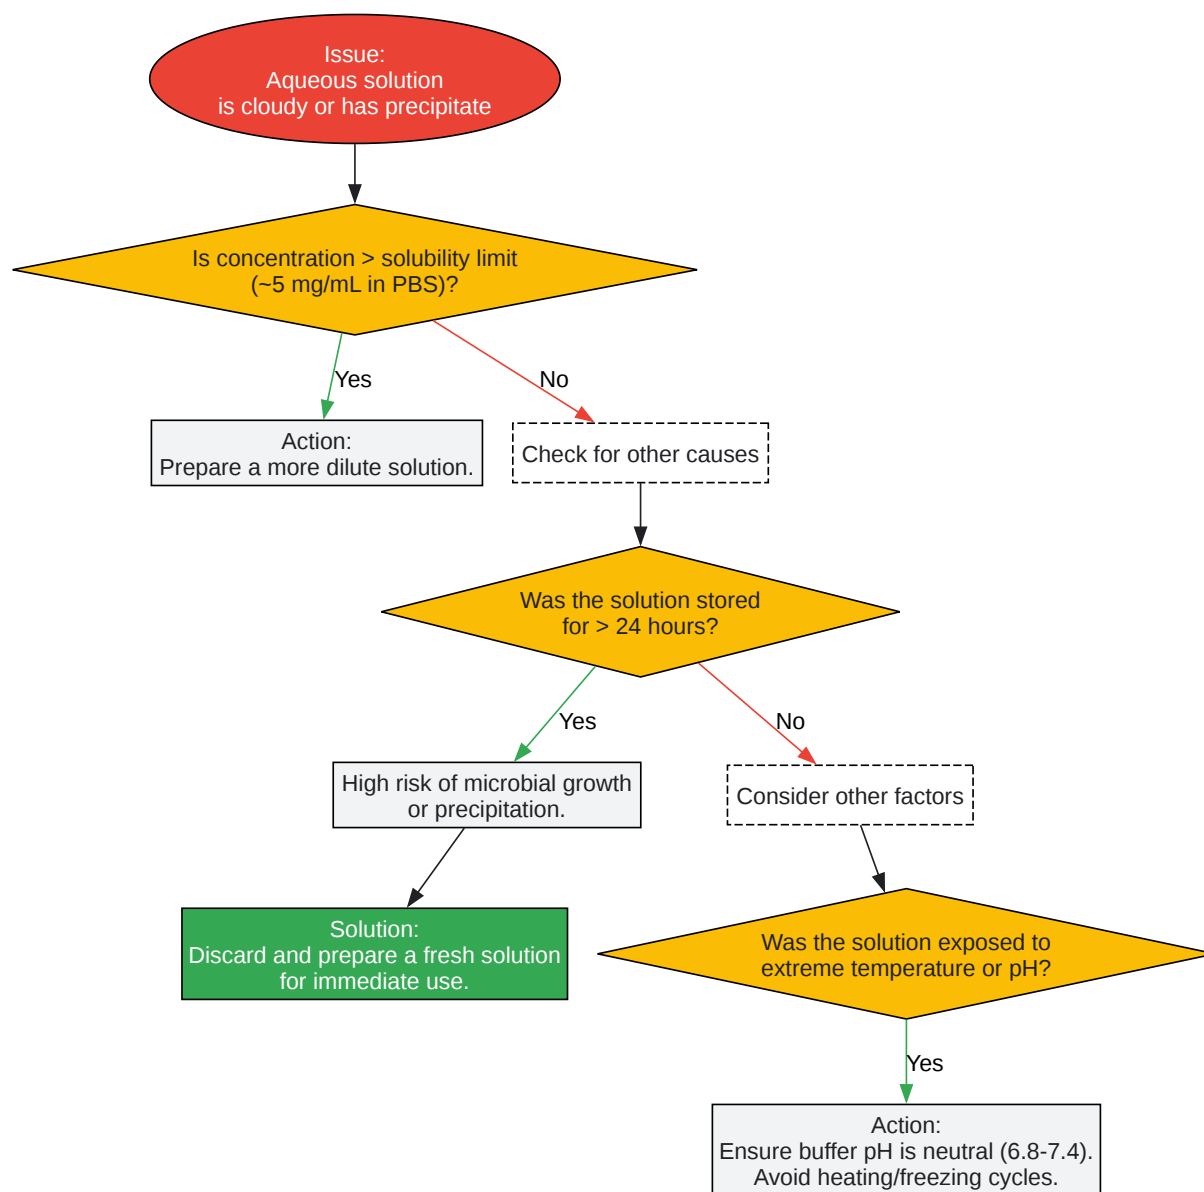 Issue:
Aqueous solution
is cloudy or has precipitate
Is concentration > solubility limit
(~5 mg/mL in PBS)?
Yes
No
Action:
Prepare a more dilute solution.
Check for other causes
Was the solution stored
for > 24 hours?
Yes
No
High risk of microbial growth
or precipitation.
Consider other factors
Solution:
Discard and prepare a fresh solution
for immediate use.
Was the solution exposed to
extreme temperature or pH?
Yes
Action:
Ensure buffer pH is neutral (6.8-7.4).
Avoid heating/freezing cycles.